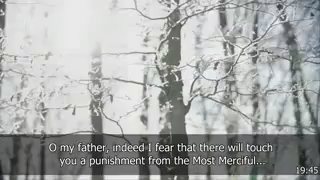 O my father, indeed I fear that there will touch
you a punishment from the Most Merciful...
19:45